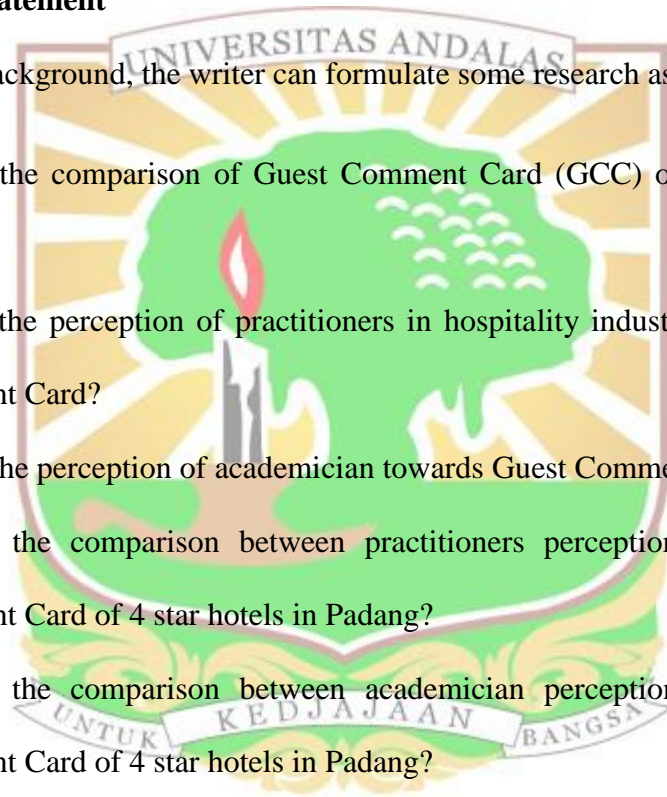 atement
UNIVERSITAS ANDALAS
ackground, the writer can formulate some research as
the comparison of Guest Comment Card (GCC) o
the perception of practitioners in hospitality indust
nt Card?
he perception of academician towards Guest Comme
the comparison between practitioners perception
nt Card of 4 star hotels in Padang?
the comparison between academician perception
UNTUK KEDJAJAAN BANGSA
nt Card of 4 star hotels in Padang?